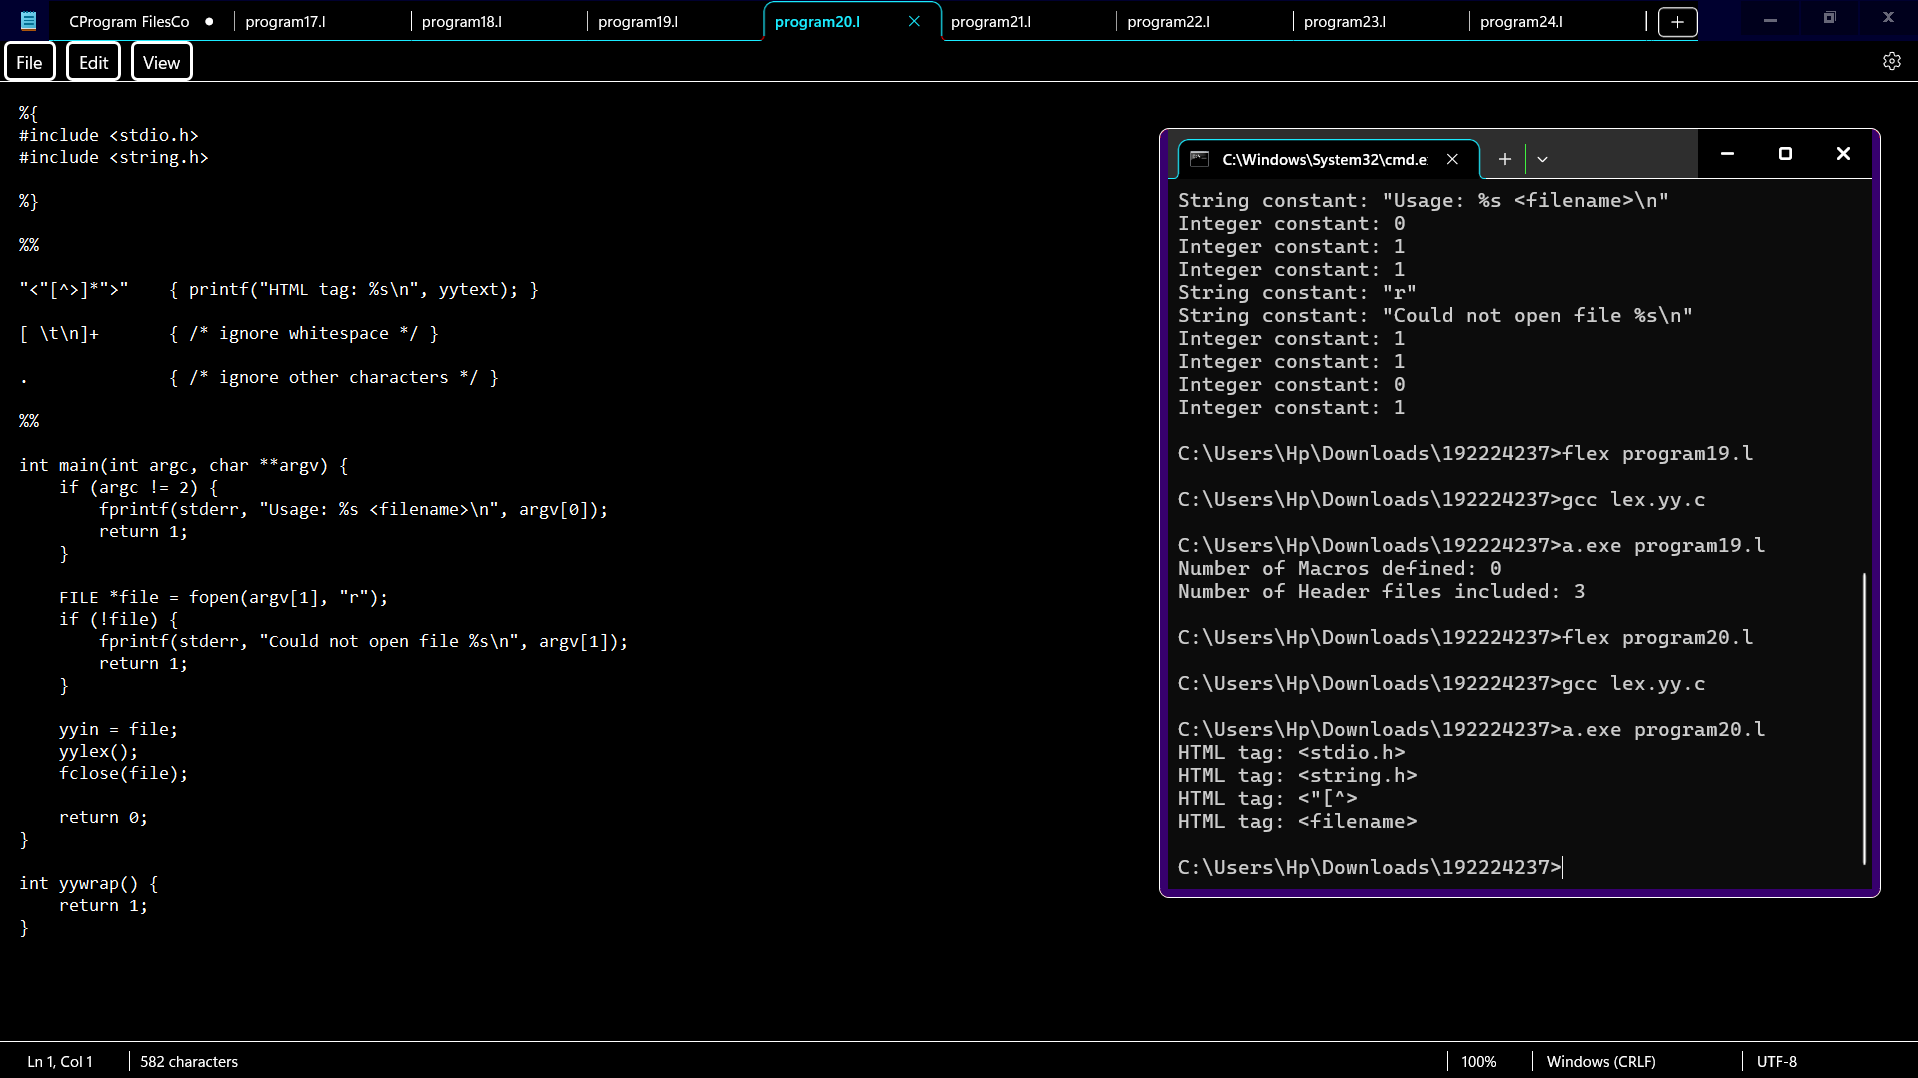 CProgram FilesCo
program17.l
program18.l
program19.l
program20.l
program21.l
program22.l
program23.l
program24.l
File
Edit
View
%{
#include <stdio.h>
#include <string.h>
%}
%%
"<"[^>]*">"    { printf("HTML tag: %s\n", yytext); }
[ \t\n]+       { /* ignore whitespace */ }
.              { /* ignore other characters */ }
%%
int main(int argc, char **argv) {
    if (argc != 2) {
        fprintf(stderr, "Usage: %s <filename>\n", argv[0]);
        return 1;
    }
    FILE *file = fopen(argv[1], "r");
    if (!file) {
        fprintf(stderr, "Could not open file %s\n", argv[1]);
        return 1;
    }
    yyin = file;
    yylex();
    fclose(file);
    return 0;
}
int yywrap() {
    return 1;
}
C:\Windows\System32\cmd.e
String constant: "Usage: %s <filename>\n"
Integer constant: 0
Integer constant: 1
Integer constant: 1
String constant: "r"
String constant: "Could not open file %s\n"
Integer constant: 1
Integer constant: 1
Integer constant: 0
Integer constant: 1
C:\Users\Hp\Downloads\192224237>flex program19.l
C:\Users\Hp\Downloads\192224237>gcc lex.yy.c
C:\Users\Hp\Downloads\192224237>a.exe program19.l
Number of Macros defined: 0
Number of Header files included: 3
C:\Users\Hp\Downloads\192224237>flex program20.l
C:\Users\Hp\Downloads\192224237>gcc lex.yy.c
C:\Users\Hp\Downloads\192224237>a.exe program20.l
HTML tag: <stdio.h>
HTML tag: <string.h>
HTML tag: <"[^>
HTML tag: <filename>
C:\Users\Hp\Downloads\192224237>
Ln 1, Col 1
582 characters
100%
Windows (CRLF)
UTF-8